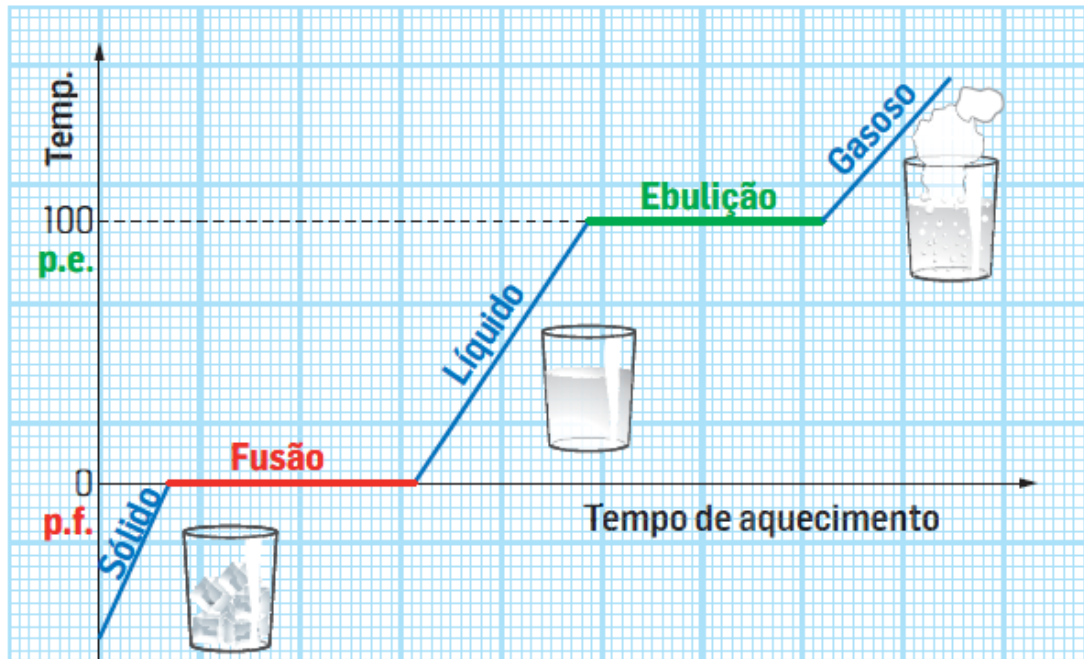 Temp.
Gasoso
Ebulição
100
p.e.
Líquido
Fusão
0
p.f.
Sólido
Tempo de aquecimento